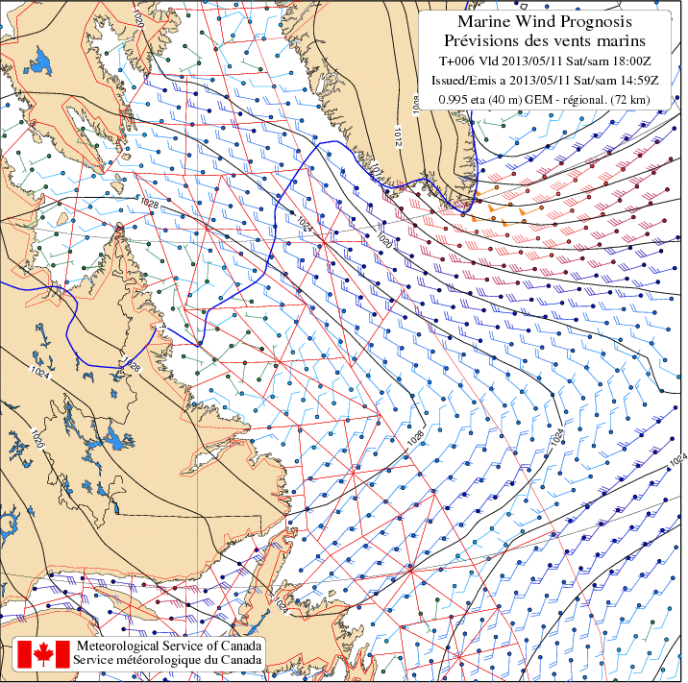 Marine Wind Prognosis
Prévisions des vents marins
T+006 Vld 2013/05/11 Sat/sam 18:00Z
Issued/Emis a 2013/05/11 Sat/sam 14:59Z
0.995 eta (40 m) GEM - régional. (72 km)
1020
1008
1012
1016
1028
1024
1020
1028
1024
1020
1028
1024
1024
1024
Meteorological Service of Canada
Service météorologique du Canada